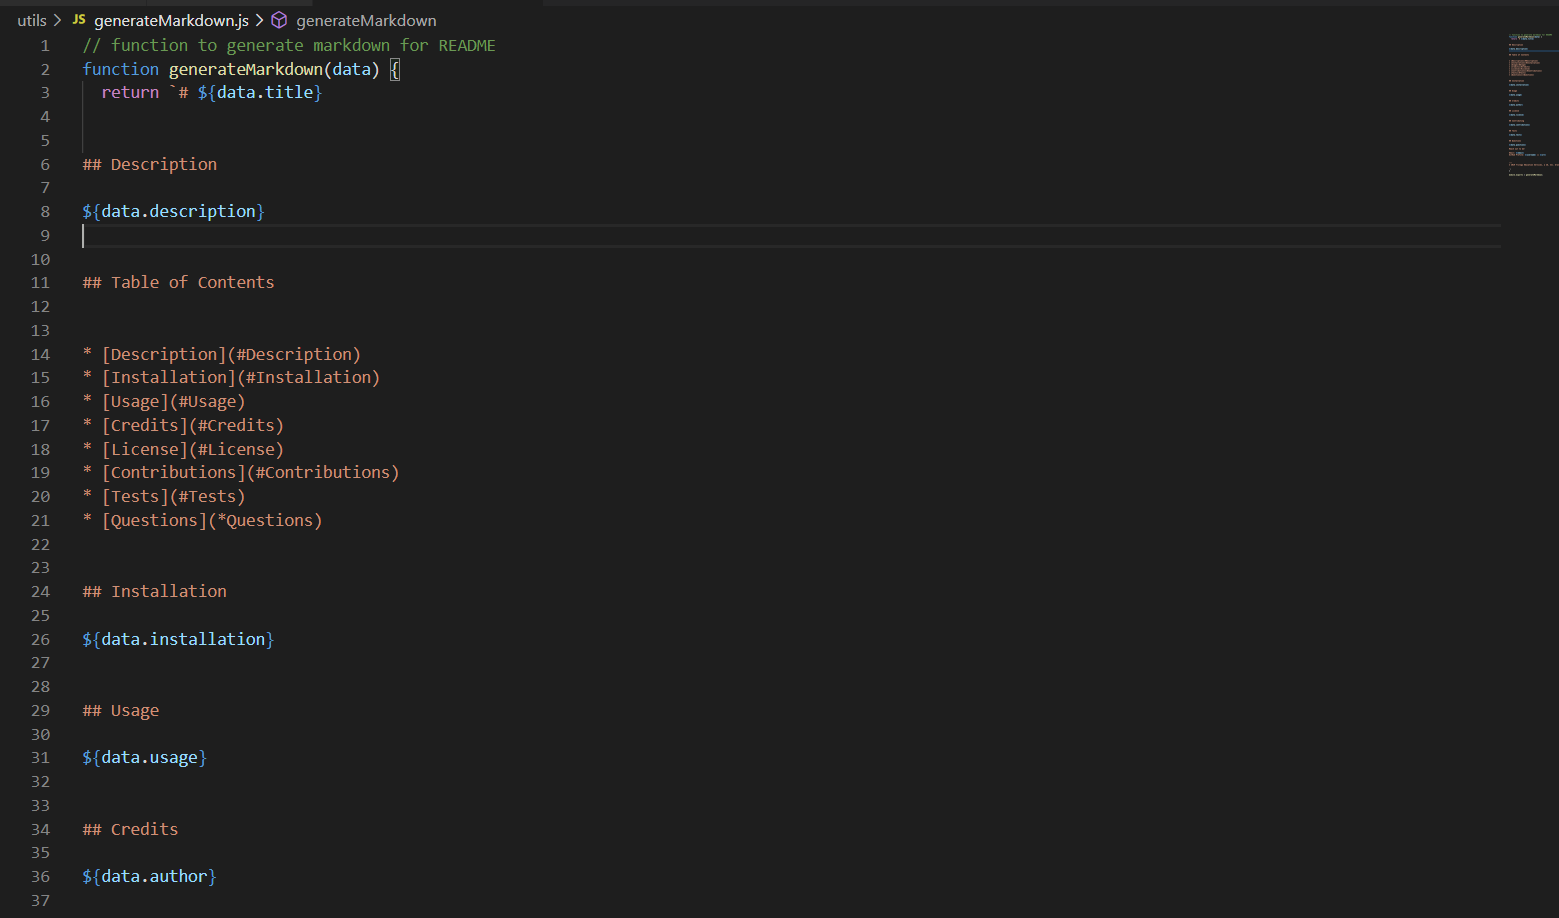 utils > JS generateMarkdown.js > generateMarkdown
1 // function to generate markdown for README
2 function generateMarkdown(data) {
3 return `# ${data.title}
4
5
6 ## Description
7
8 ${data.description}
9
10
11 ## Table of Contents
12
13
14 * [Description](#Description)
15 * [Installation](#Installation)
16 * [Usage](#Usage)
17 * [Credits](#Credits)
18 * [License](#License)
19 * [Contributions](#Contributions)
20 * [Tests](#Tests)
21 * [Questions](*Questions)
22
23
24 ## Installation
25
26 ${data.installation}
27
28
29 ## Usage
30
31 ${data.usage}
32
33
34 ## Credits
35
36 ${data.author}
37